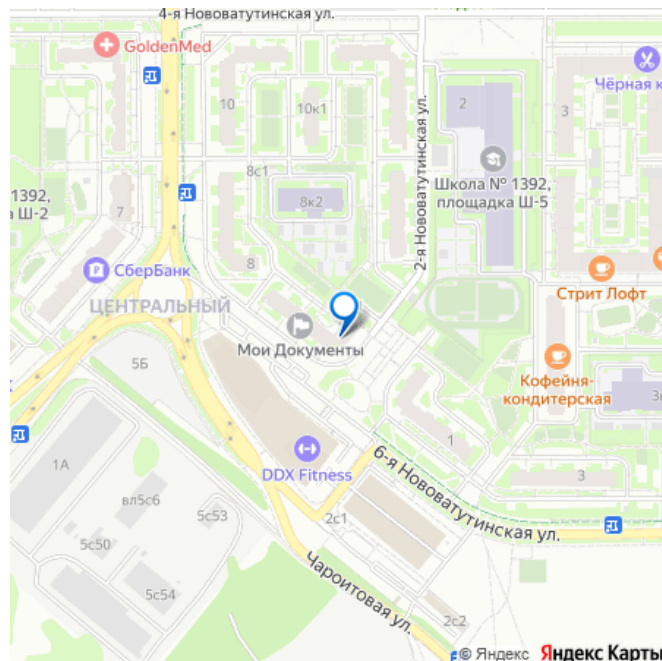 4-я Нововатутинская ул.
GoldenMed
10
10к1
2
3
Чёрная к
2-я Нововатутинская ул.
8с1
Школа № 1392,
площадка Ш-5
1392,
а Ш-2
7
8к2
8
СберБанк
Стрит Лофт
ЦЕНТРАЛЬНЫЙ
Мои Документы
5Б
Кофейня-
кондитерская
3к
1
1А
DDX Fitness
6-я Нововатутинская ул.
3
вл5с6
5с53
2с1
5с50
Чароитовая ул.
5с54
2с2
© Яндекс Яндекс Карты